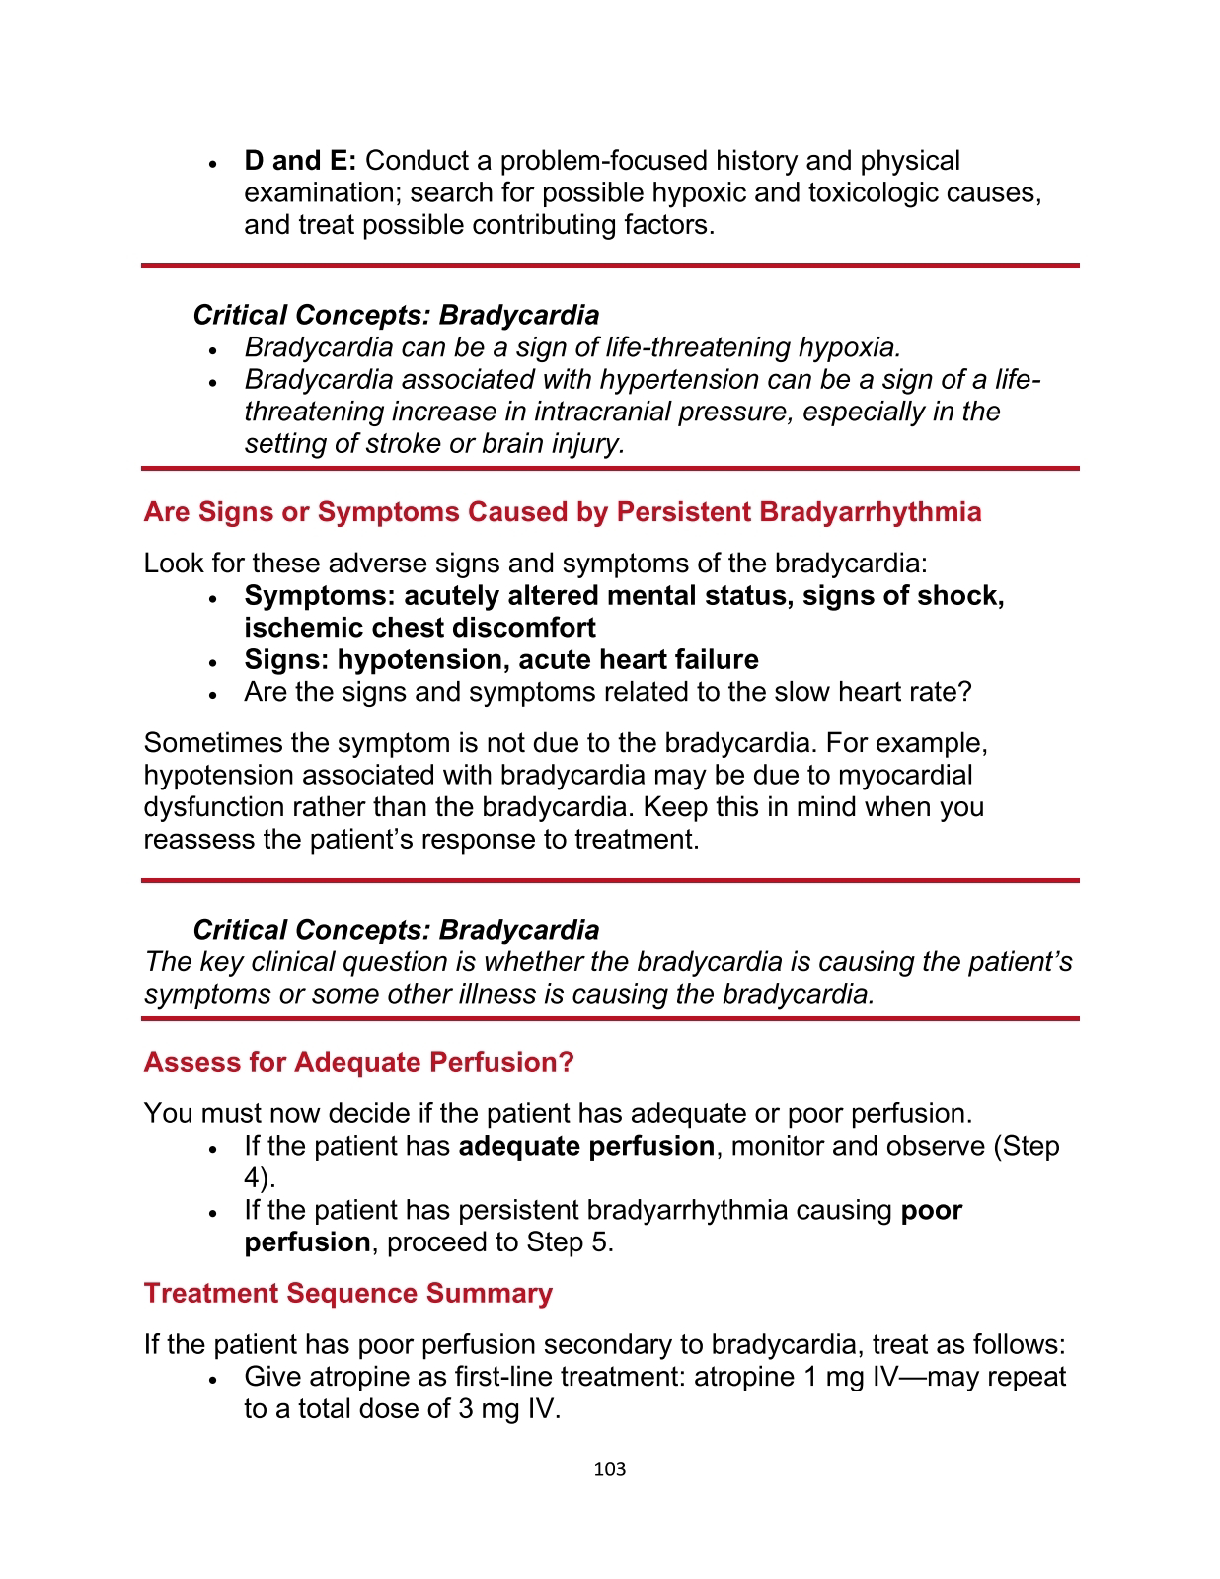 • D and E: Conduct a problem-focused history and physical
examination; search for possible hypoxic and toxicologic causes,
and treat possible contributing factors.
Critical Concepts: Bradycardia
• Bradycardia can be a sign of life-threatening hypoxia.
• Bradycardia associated with hypertension can be a sign of a life-
threatening increase in intracranial pressure, especially in the
setting of stroke or brain injury.
Are Signs or Symptoms Caused by Persistent Bradyarrhythmia
Look for these adverse signs and symptoms of the bradycardia:
• Symptoms: acutely altered mental status, signs of shock,
ischemic chest discomfort
• Signs: hypotension, acute heart failure
• Are the signs and symptoms related to the slow heart rate?
Sometimes the symptom is not due to the bradycardia. For example,
hypotension associated with bradycardia may be due to myocardial
dysfunction rather than the bradycardia. Keep this in mind when you
reassess the patient’s response to treatment.
Critical Concepts: Bradycardia
The key clinical question is whether the bradycardia is causing the patient’s
symptoms or some other illness is causing the bradycardia.
Assess for Adequate Perfusion?
You must now decide if the patient has adequate or poor perfusion.
• If the patient has adequate perfusion, monitor and observe (Step
4).
• If the patient has persistent bradyarrhythmia causing poor
perfusion, proceed to Step 5.
Treatment Sequence Summary
If the patient has poor perfusion secondary to bradycardia, treat as follows:
• Give atropine as first-line treatment: atropine 1 mg IV—may repeat
to a total dose of 3 mg IV.
103